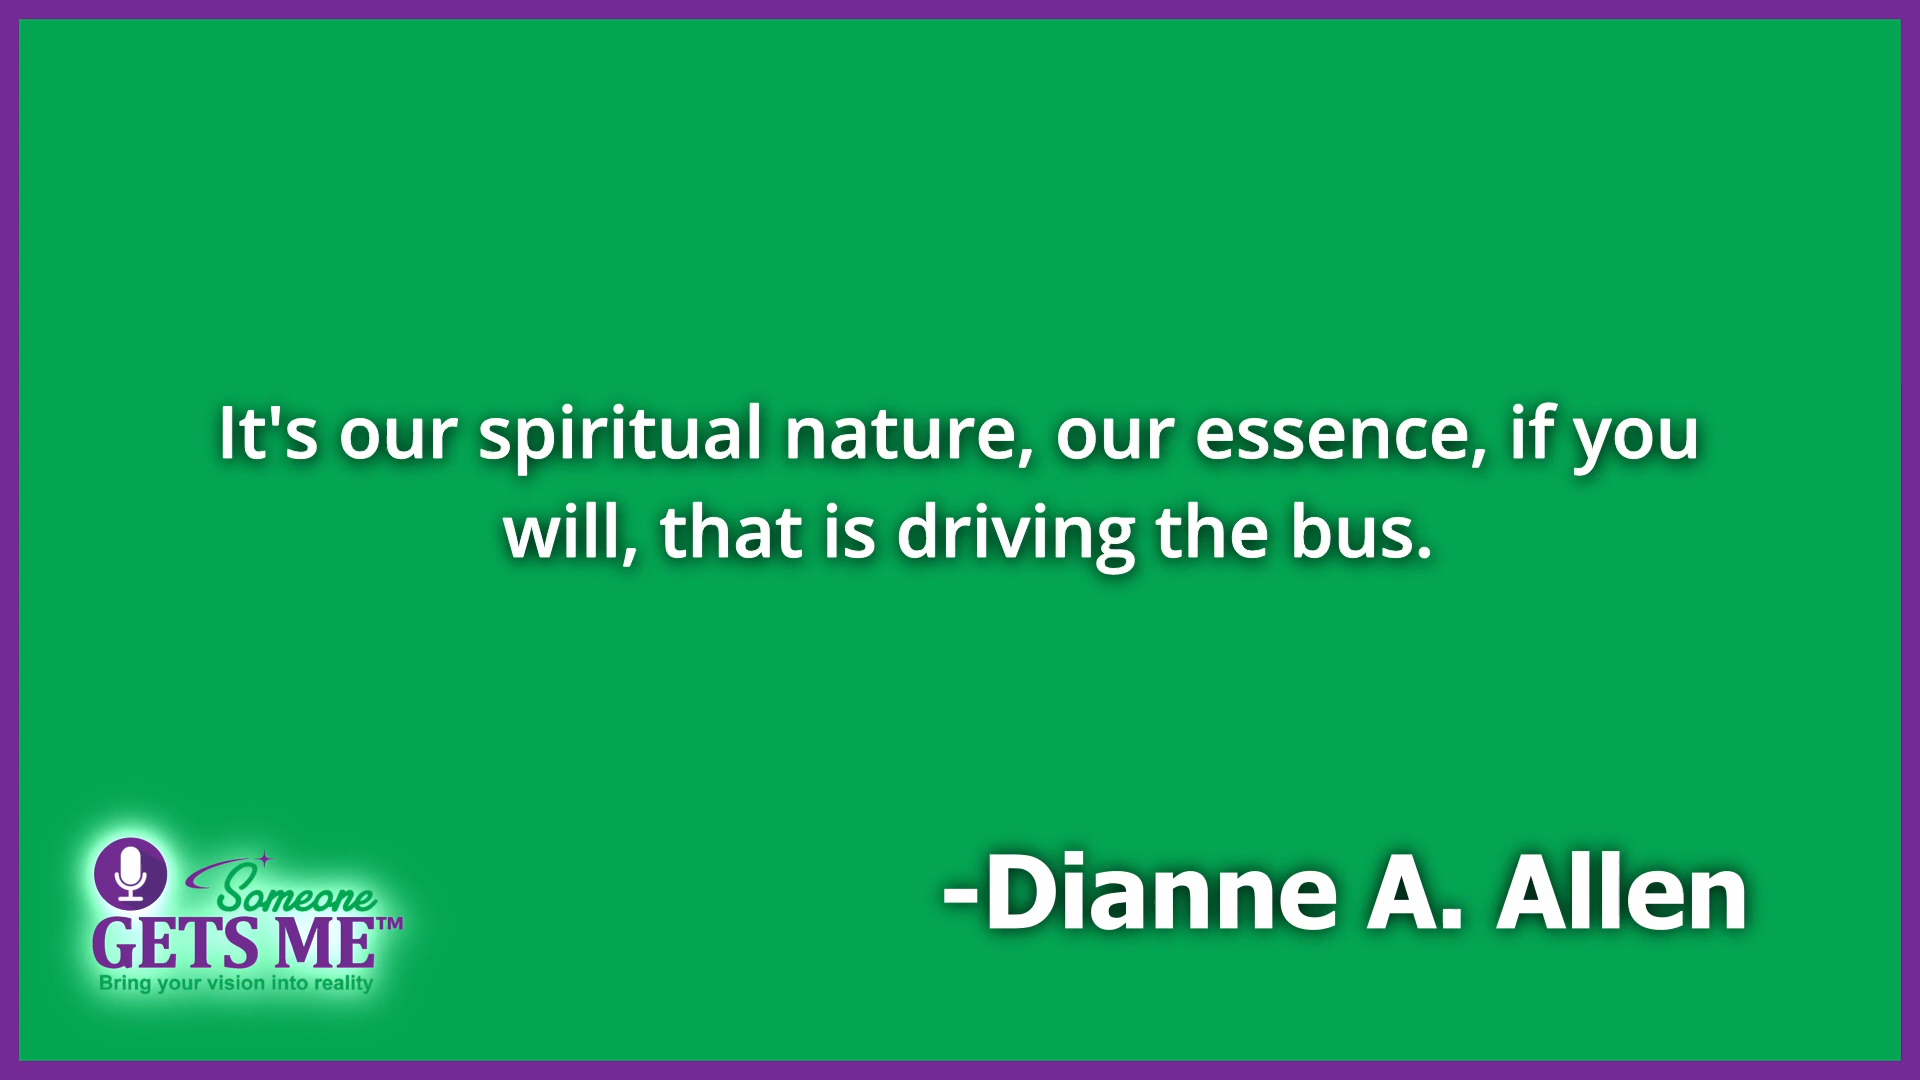 It's our spiritual nature, our essence, if you
will, that is driving the bus.
-Dianne A. Allen
Someone
GETS ME™
Bring your vision into reality